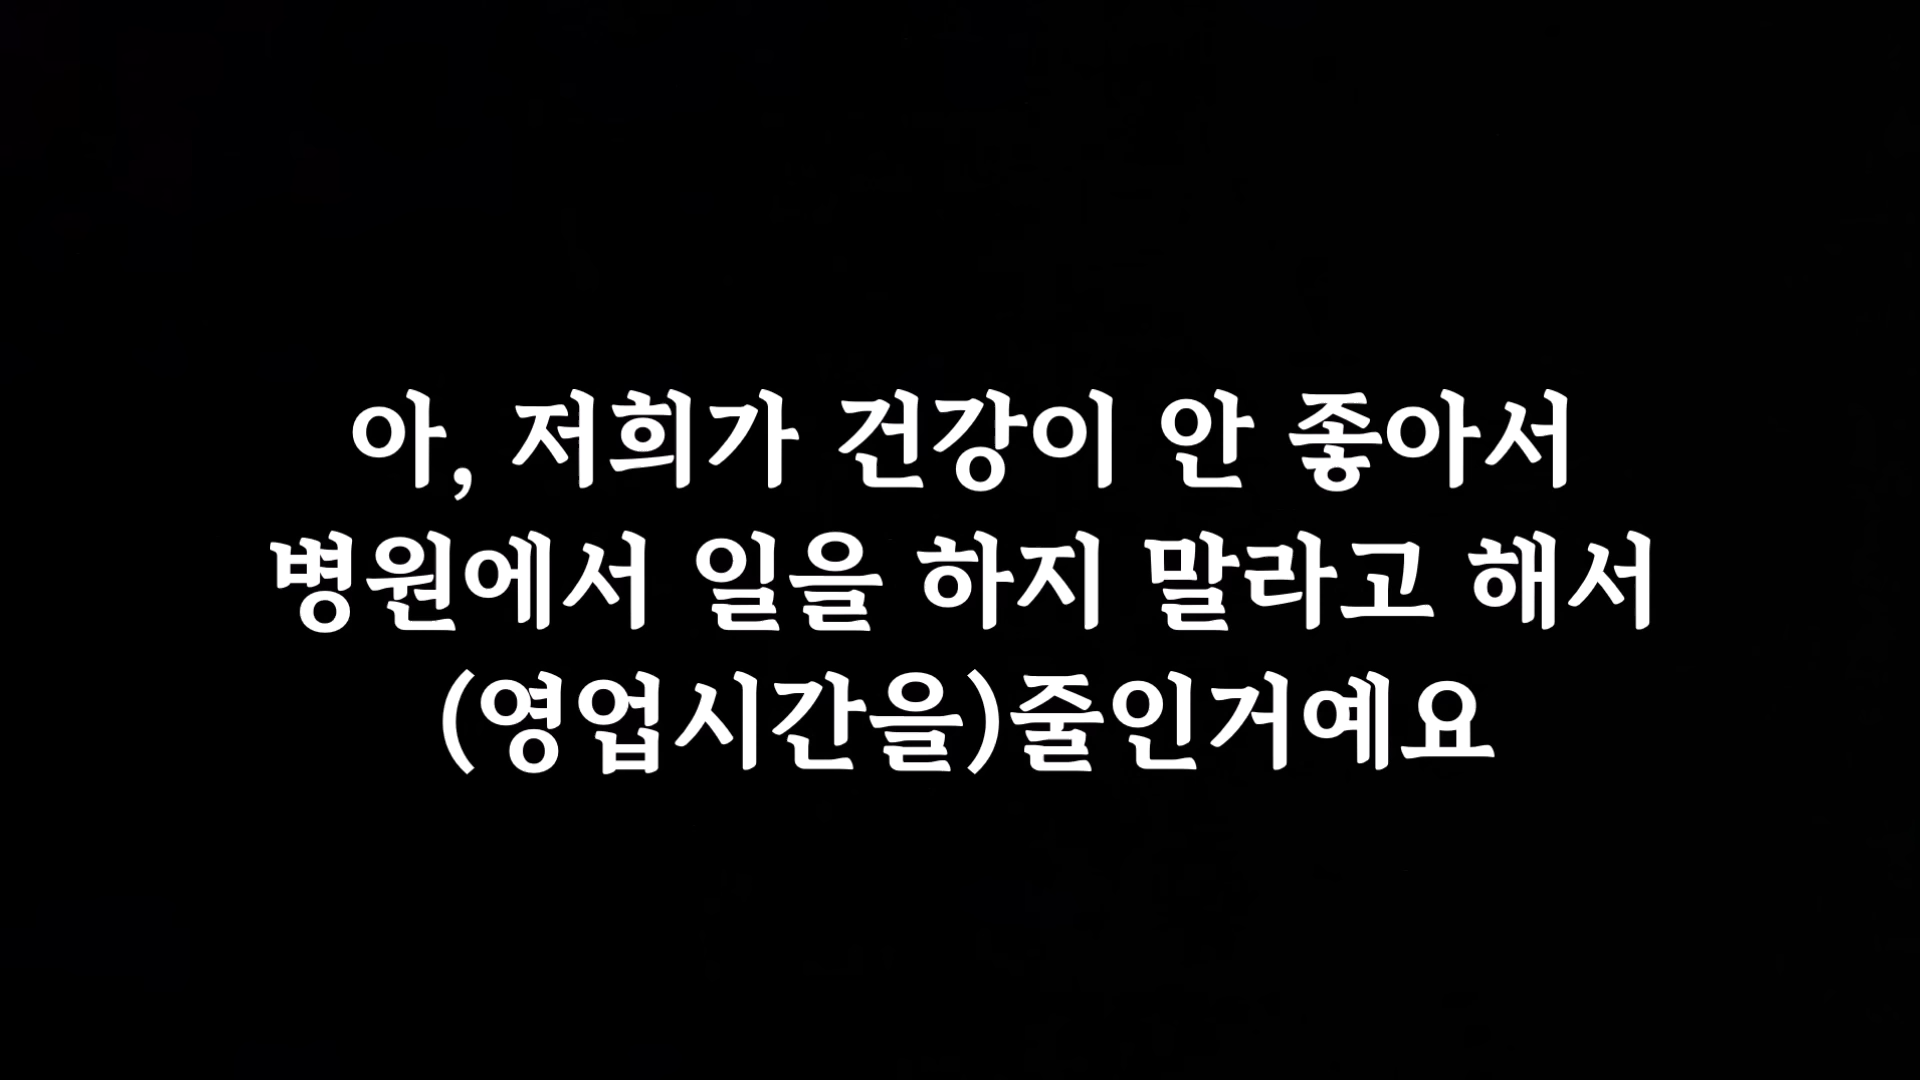 아, 저희가 건강이 안 좋아서
병원에서 일을 하지 말라고 해서
(영업시간을)줄인거예요